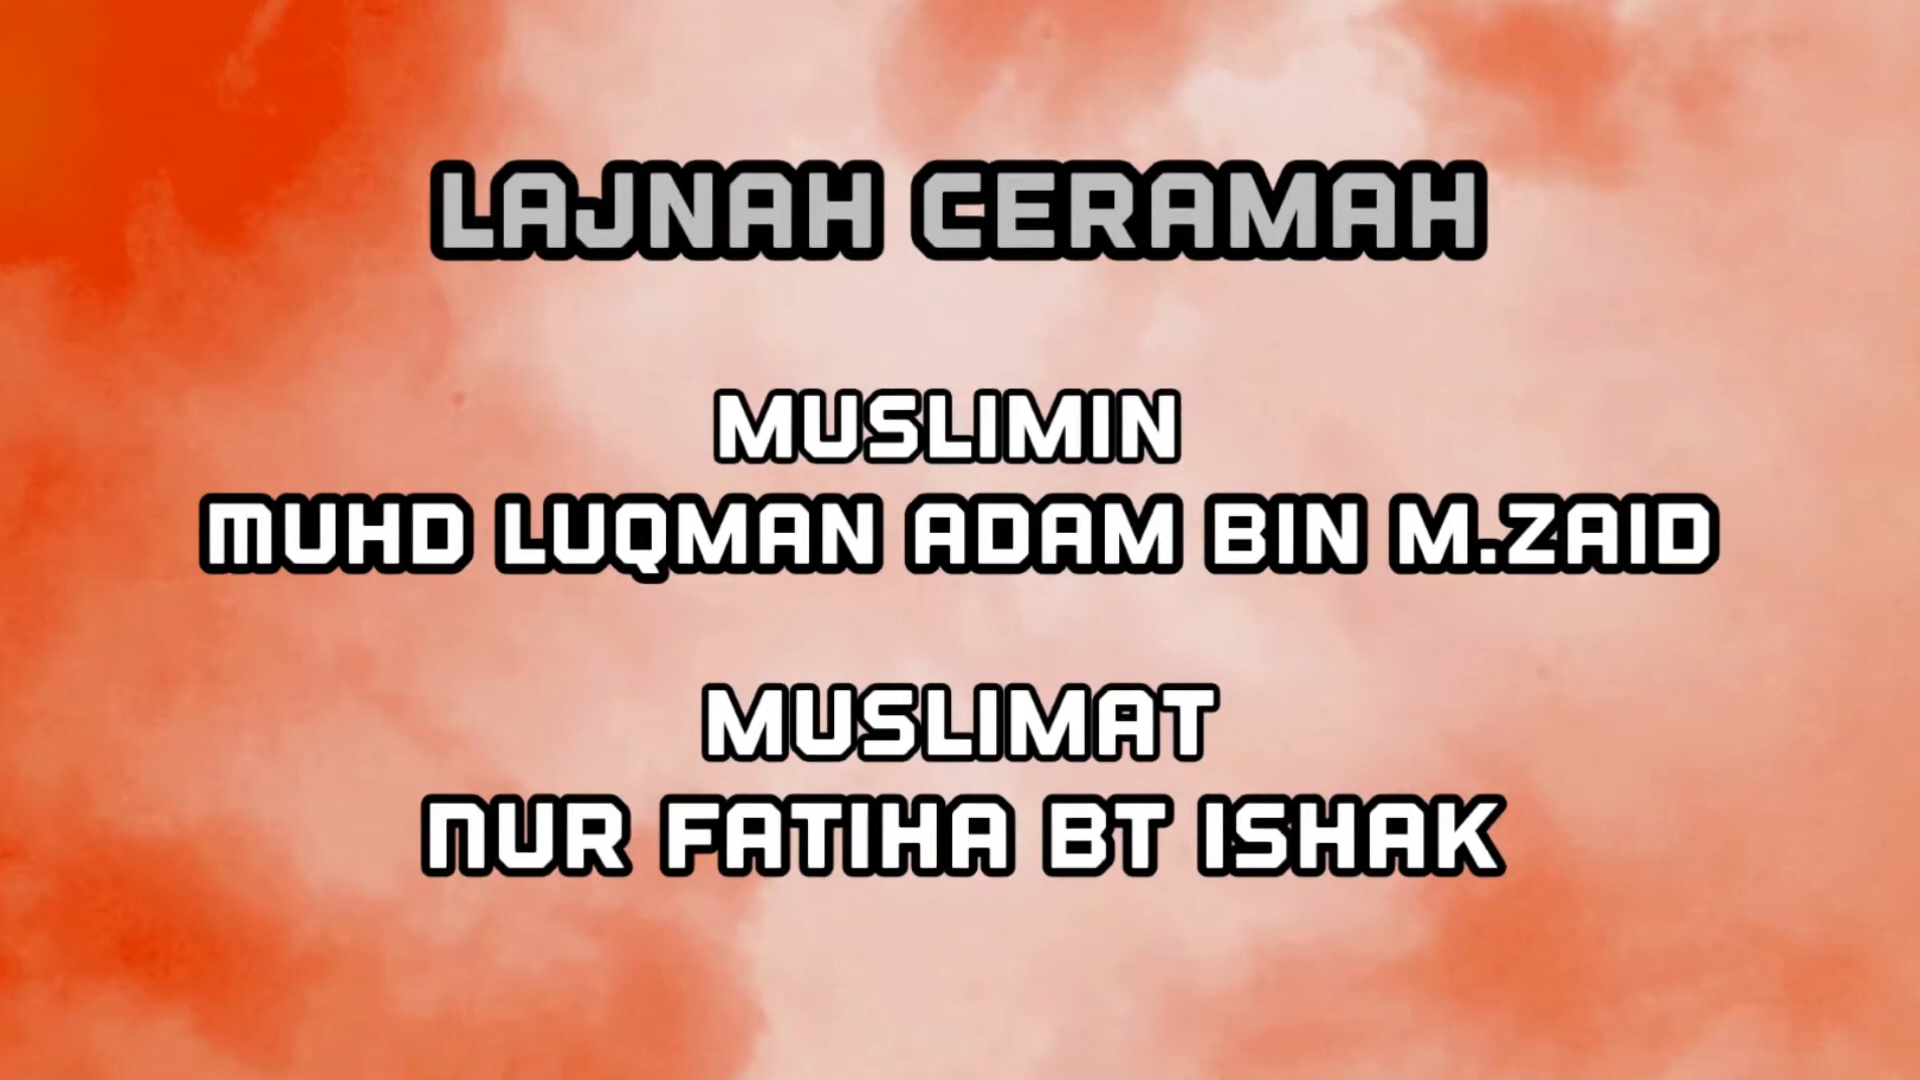 LAJNAH CERAMAH
MUSLIMIN
MUHD LUQMAN ADAM BIN M.ZAID
MUSLIMAT
NUR FATIHA BT ISHAK